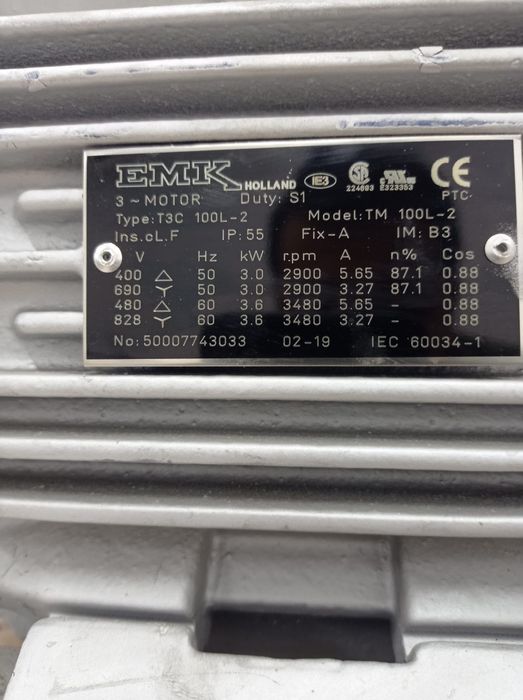 EMK HOLLAND IE3 CE
224693 E323353
3 ~ MOTOR Duty: S1 PTC
Type: T3C 100L-2 Model: TM 100L-2
Ins.cL.F IP: 55 Fix-A IM: B3
V Hz kW r.p.m A n% Cos
400 △ 50 3.0 2900 5.65 87.1 0.88
690 Y 50 3.0 2900 3.27 87.1 0.88
480 △ 60 3.6 3480 5.65 - 0.88
828 Y 60 3.6 3480 3.27 - 0.88
No: 50007743033 02-19 IEC 60034-1